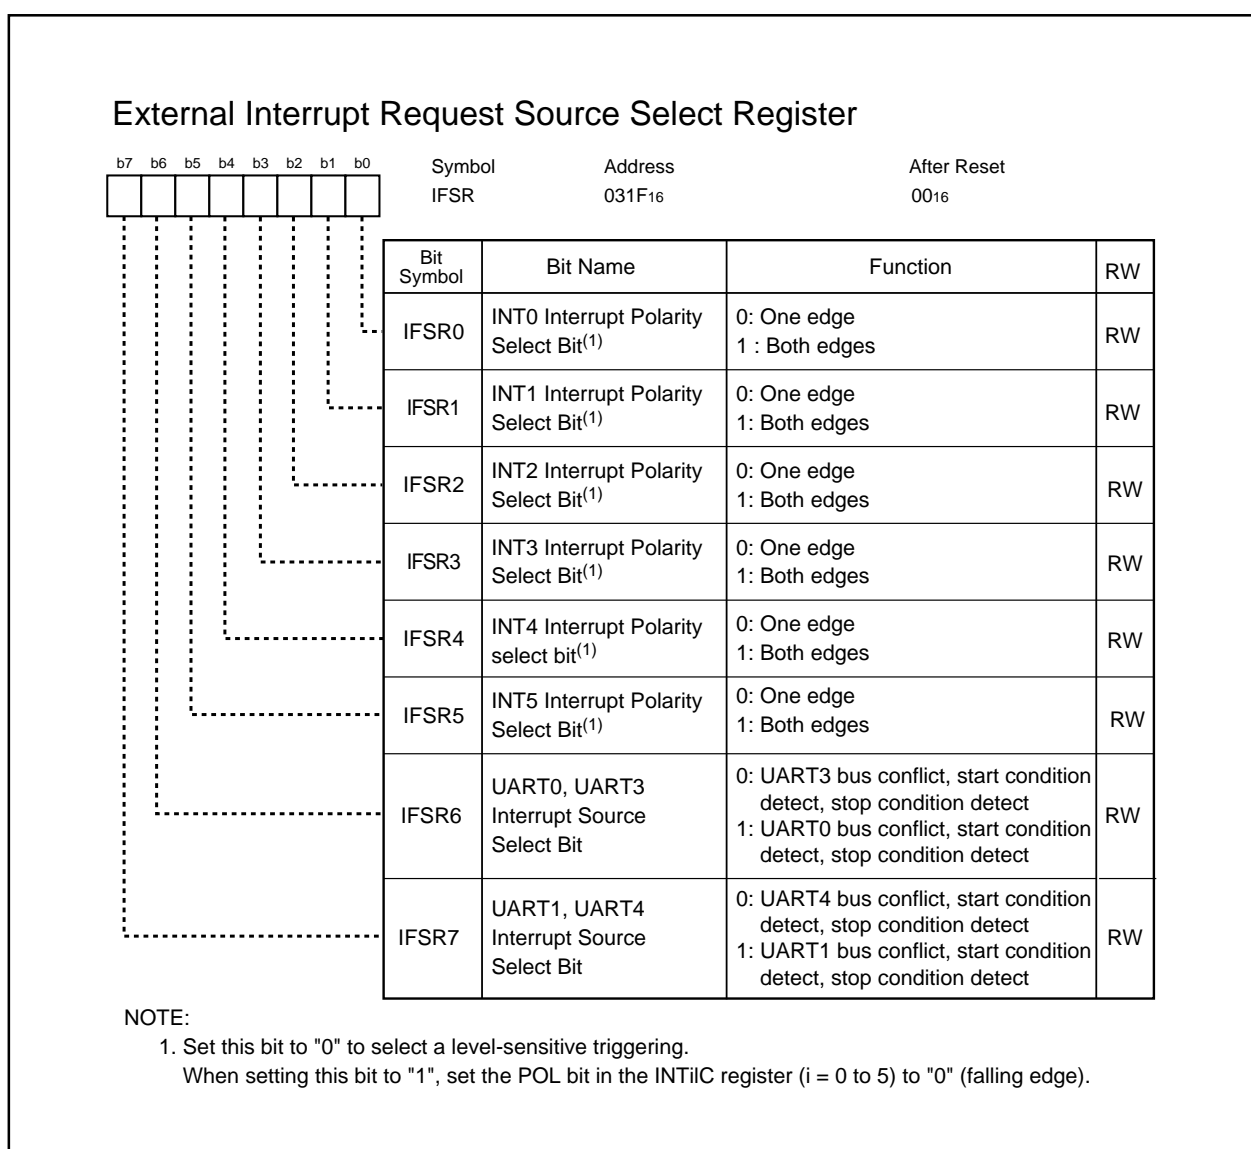 External Interrupt Request Source Select Register
b7 b6 b5 b4 b3 b2 b1 b0
Symbol Address After Reset
IFSR 031F16 0016
Bit Symbol Bit Name Function RW
IFSR0 INT0 Interrupt Polarity 0: One edge RW
Select Bit(1) 1 : Both edges
IFSR1 INT1 Interrupt Polarity 0: One edge RW
Select Bit(1) 1: Both edges
IFSR2 INT2 Interrupt Polarity 0: One edge RW
Select Bit(1) 1: Both edges
IFSR3 INT3 Interrupt Polarity 0: One edge RW
Select Bit(1) 1: Both edges
IFSR4 INT4 Interrupt Polarity 0: One edge RW
select bit(1) 1: Both edges
IFSR5 INT5 Interrupt Polarity 0: One edge RW
Select Bit(1) 1: Both edges
IFSR6 UART0, UART3 0: UART3 bus conflict, start condition RW
Interrupt Source detect, stop condition detect
Select Bit 1: UART0 bus conflict, start condition
detect, stop condition detect
IFSR7 UART1, UART4 0: UART4 bus conflict, start condition RW
Interrupt Source detect, stop condition detect
Select Bit 1: UART1 bus conflict, start condition
detect, stop condition detect
NOTE:
1. Set this bit to "0" to select a level-sensitive triggering.
When setting this bit to "1", set the POL bit in the INTiIC register (i = 0 to 5) to "0" (falling edge).